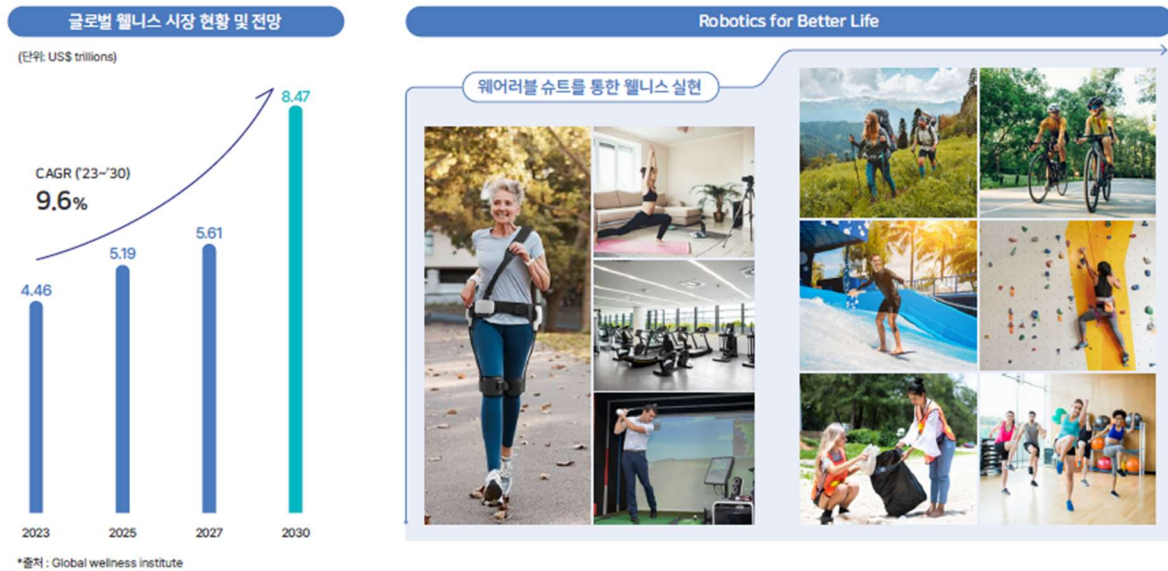 글로벌 웰니스 시장 현황 및 전망
(단위: US$ trillions)
CAGR ('23~'30)
9.6%
4.46
5.19
5.61
8.47
2023
2025
2027
2030
*출처 : Global wellness institute
Robotics for Better Life
웨어러블 슈트를 통한 웰니스 실현